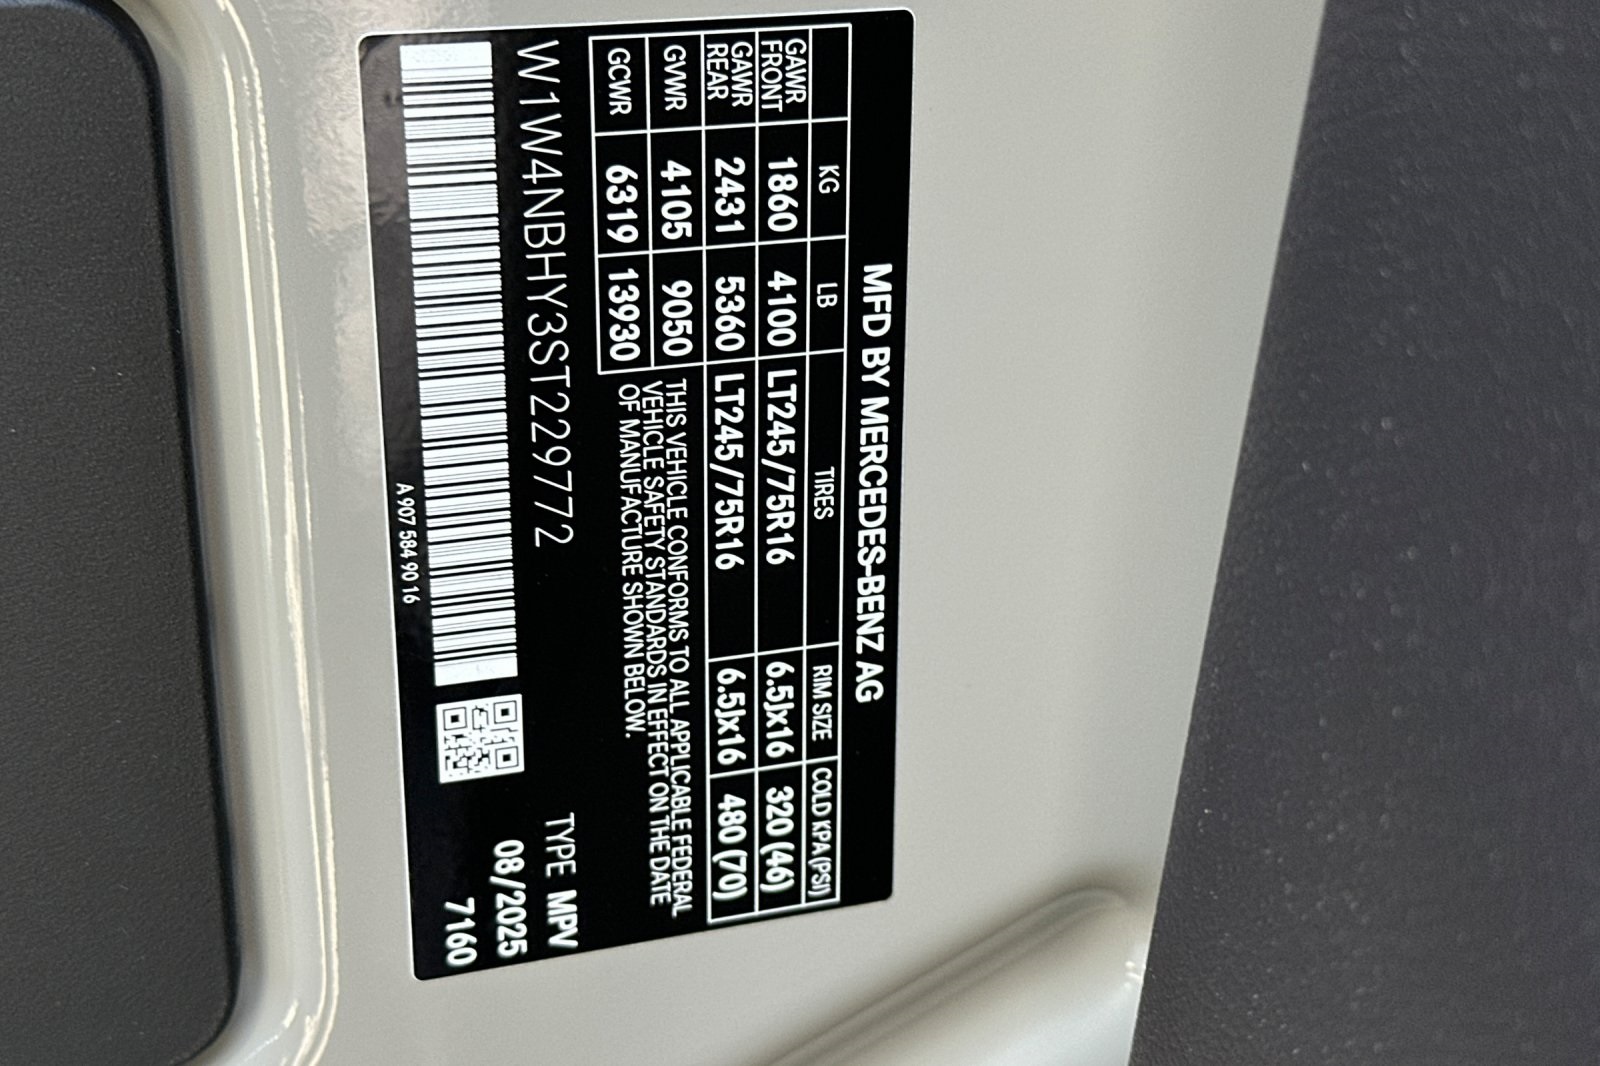 MFD BY MERCEDES-BENZ AG
KG LB TIRES RIM SIZE COLD KPA (PSI)
GAWR FRONT 1860 4100 LT245/75R16 6.5Jx16 320 (46)
GAWR REAR 2431 5360 LT245/75R16 6.5Jx16 480 (70)
GVWR 4105 9050
GCWR 6319 13930
THIS VEHICLE CONFORMS TO ALL APPLICABLE FEDERAL
VEHICLE SAFETY STANDARDS IN EFFECT ON THE DATE
OF MANUFACTURE SHOWN BELOW.
W1W4NBHY3ST229772
TYPE MPV
08/2025
7160
A 907 584 90 16